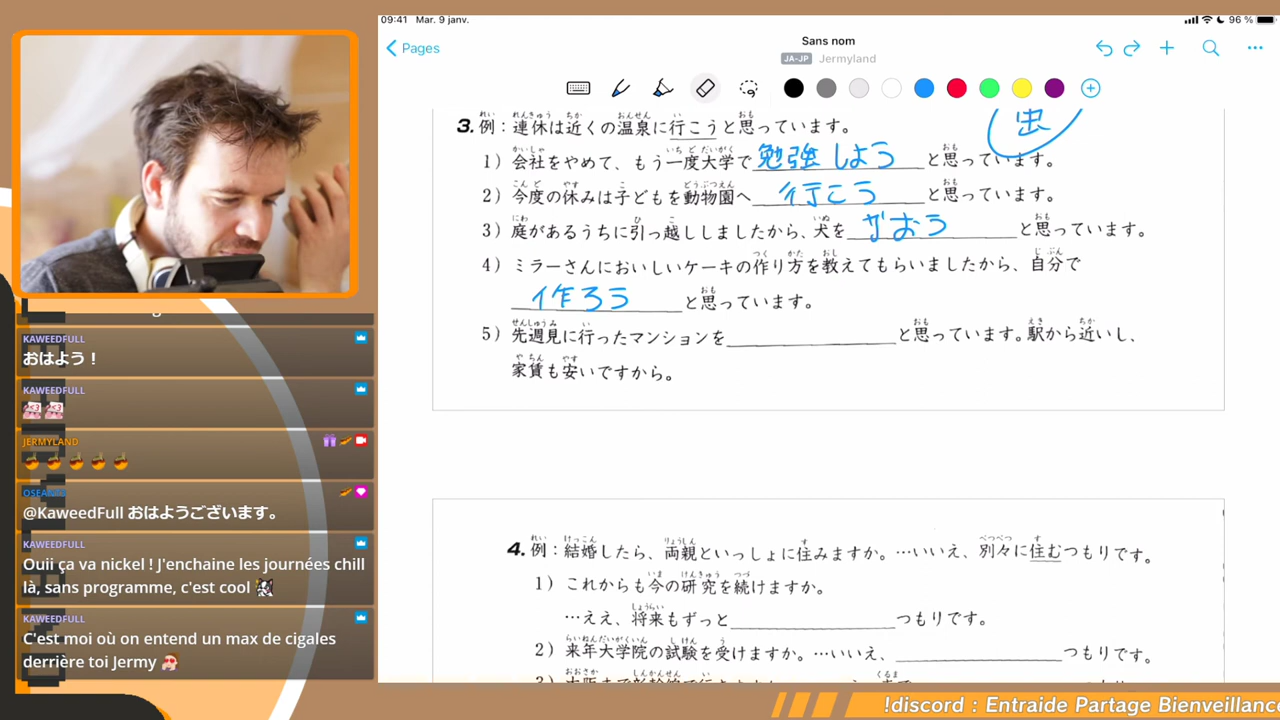 09:41 Mar. 9 janv.
96 %
Pages
Sans nom
JA-JP Jermyland
3. 例：連休は近くの温泉に行こうと思っています。
1）会社をやめて、もう一度大学で勉強しようと思っています。
2）今度の休みは子どもを動物園へ行こうと思っています。
3）庭があるうちに引っ越ししましたから、犬を おうと思っています。
4）ミラーさんにおいしいケーキの作り方を教えてもらいましたから、自分で
作ろうと思っています。
5）先週見に行ったマンションを と思っています。駅から近いし、
家賃も安いですから。
4. 例：結婚したら、両親といっしょに住みますか。…いいえ、別々に住むつもりです。
1）これからも今の研究を続けますか。
…ええ、将来もずっと つもりです。
2）来年大学院の試験を受けますか。…いいえ、 つもりです。
KAWEEDFULL
おはよう！
KAWEEDFULL
JERMYLAND
@KaweedFull おはようございます。
KAWEEDFULL
Ouii ça va nickel ! J'enchaine les journées chill
là, sans programme, c'est cool
KAWEEDFULL
C'est moi où on entend un max de cigales
derrière toi Jermy
!discord : Entraide Partage Bienveillance